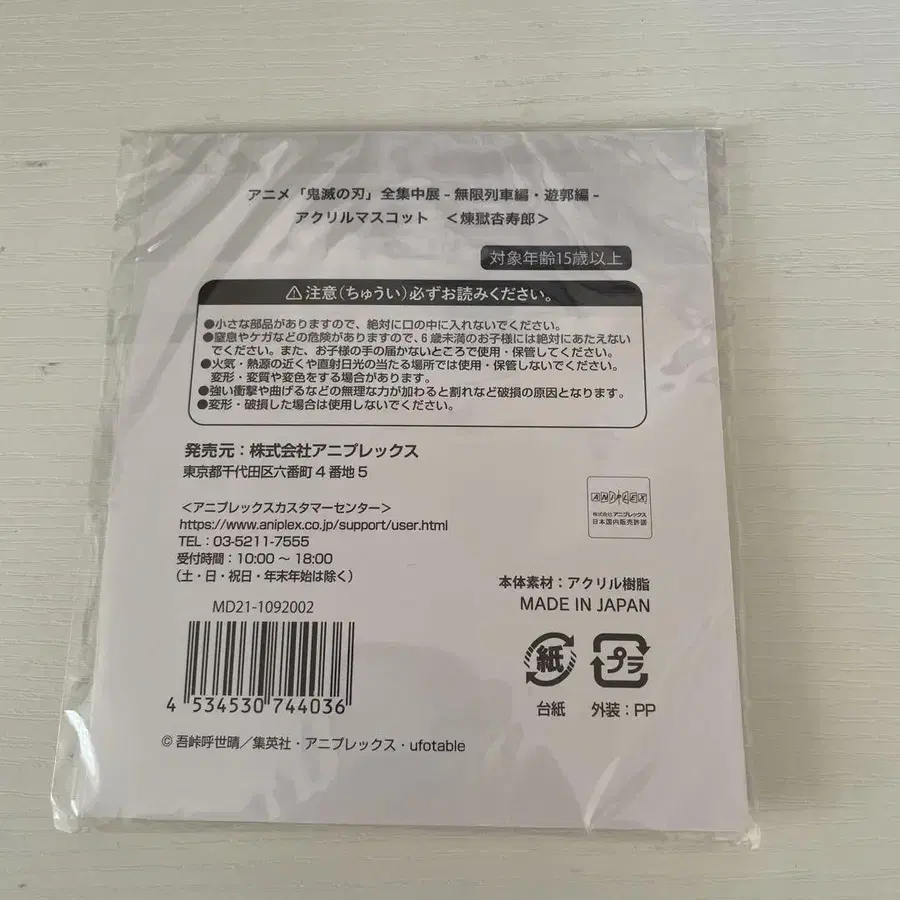 アニメ「鬼滅の刃」全集中展 - 無限列車編・遊郭編 -
アクリルマスコット ＜煉獄杏寿郎＞
対象年齢15歳以上
⚠注意（ちゅうい）必ずお読みください。
●小さな部品がありますので、絶対に口の中に入れないでください。
●窒息やケガなどの危険がありますので、6歳未満のお子様には絶対にあたえない
でください。また、お子様の手の届かないところで使用・保管してください。
●火気・熱源の近くや直射日光の当たる場所では使用・保管しないでください。
変形・変質や変色をする場合があります。
●強い衝撃や曲げるなどの無理な力が加わると割れなど破損の原因となります。
●変形・破損した場合は使用しないでください。
発売元：株式会社アニプレックス
東京都千代田区六番町4番地5
＜アニプレックスカスタマーセンター＞
https://www.aniplex.co.jp/support/user.html
TEL：03-5211-7555
受付時間：10:00 ～ 18:00
（土・日・祝日・年末年始は除く）
ANIPLEX
株式会社アニプレックス
日本国内販売許諾
本体素材：アクリル樹脂
MADE IN JAPAN
MD21-1092002
4 534530 744036
紙
プラ
台紙
外装：PP
© 吾峠呼世晴／集英社・アニプレックス・ufotable